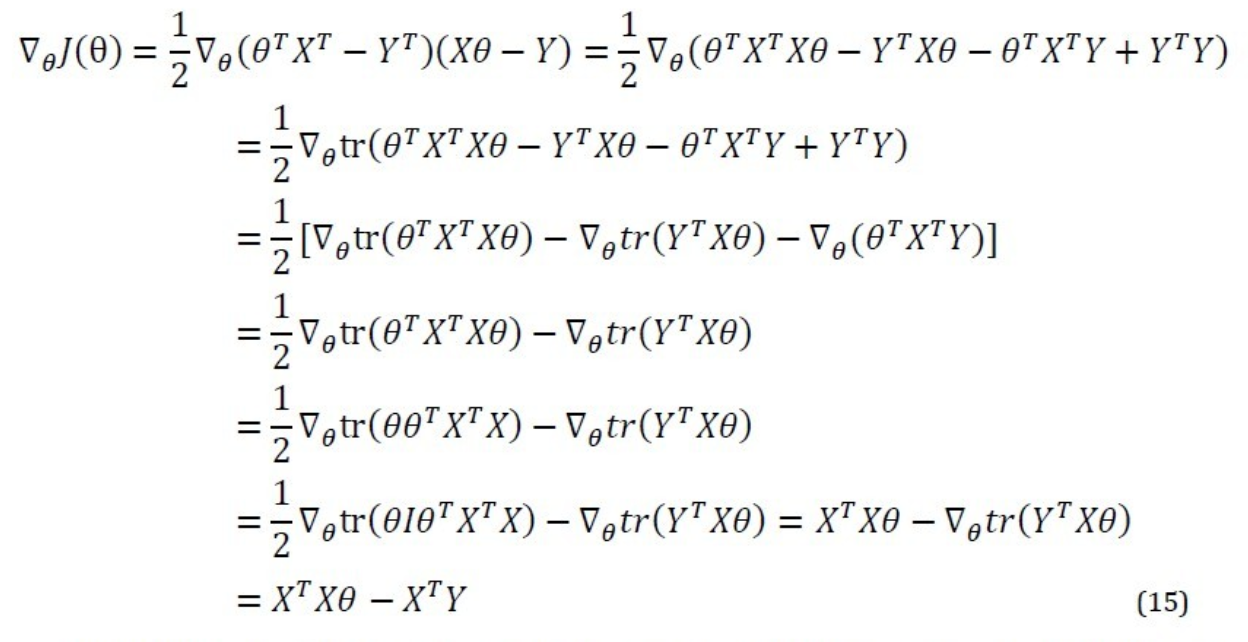 ∇_θ J(θ) = 1/2 ∇_θ (θ^T X^T − Y^T)(Xθ − Y) = 1/2 ∇_θ (θ^T X^T Xθ − Y^T Xθ − θ^T X^T Y + Y^T Y)
= 1/2 ∇_θ tr(θ^T X^T Xθ − Y^T Xθ − θ^T X^T Y + Y^T Y)
= 1/2 [∇_θ tr(θ^T X^T Xθ) − ∇_θ tr(Y^T Xθ) − ∇_θ (θ^T X^T Y)]
= 1/2 ∇_θ tr(θ^T X^T Xθ) − ∇_θ tr(Y^T Xθ)
= 1/2 ∇_θ tr(θθ^T X^T X) − ∇_θ tr(Y^T Xθ)
= 1/2 ∇_θ tr(θIθ^T X^T X) − ∇_θ tr(Y^T Xθ) = X^T Xθ − ∇_θ tr(Y^T Xθ)
= X^T Xθ − X^T Y (15)